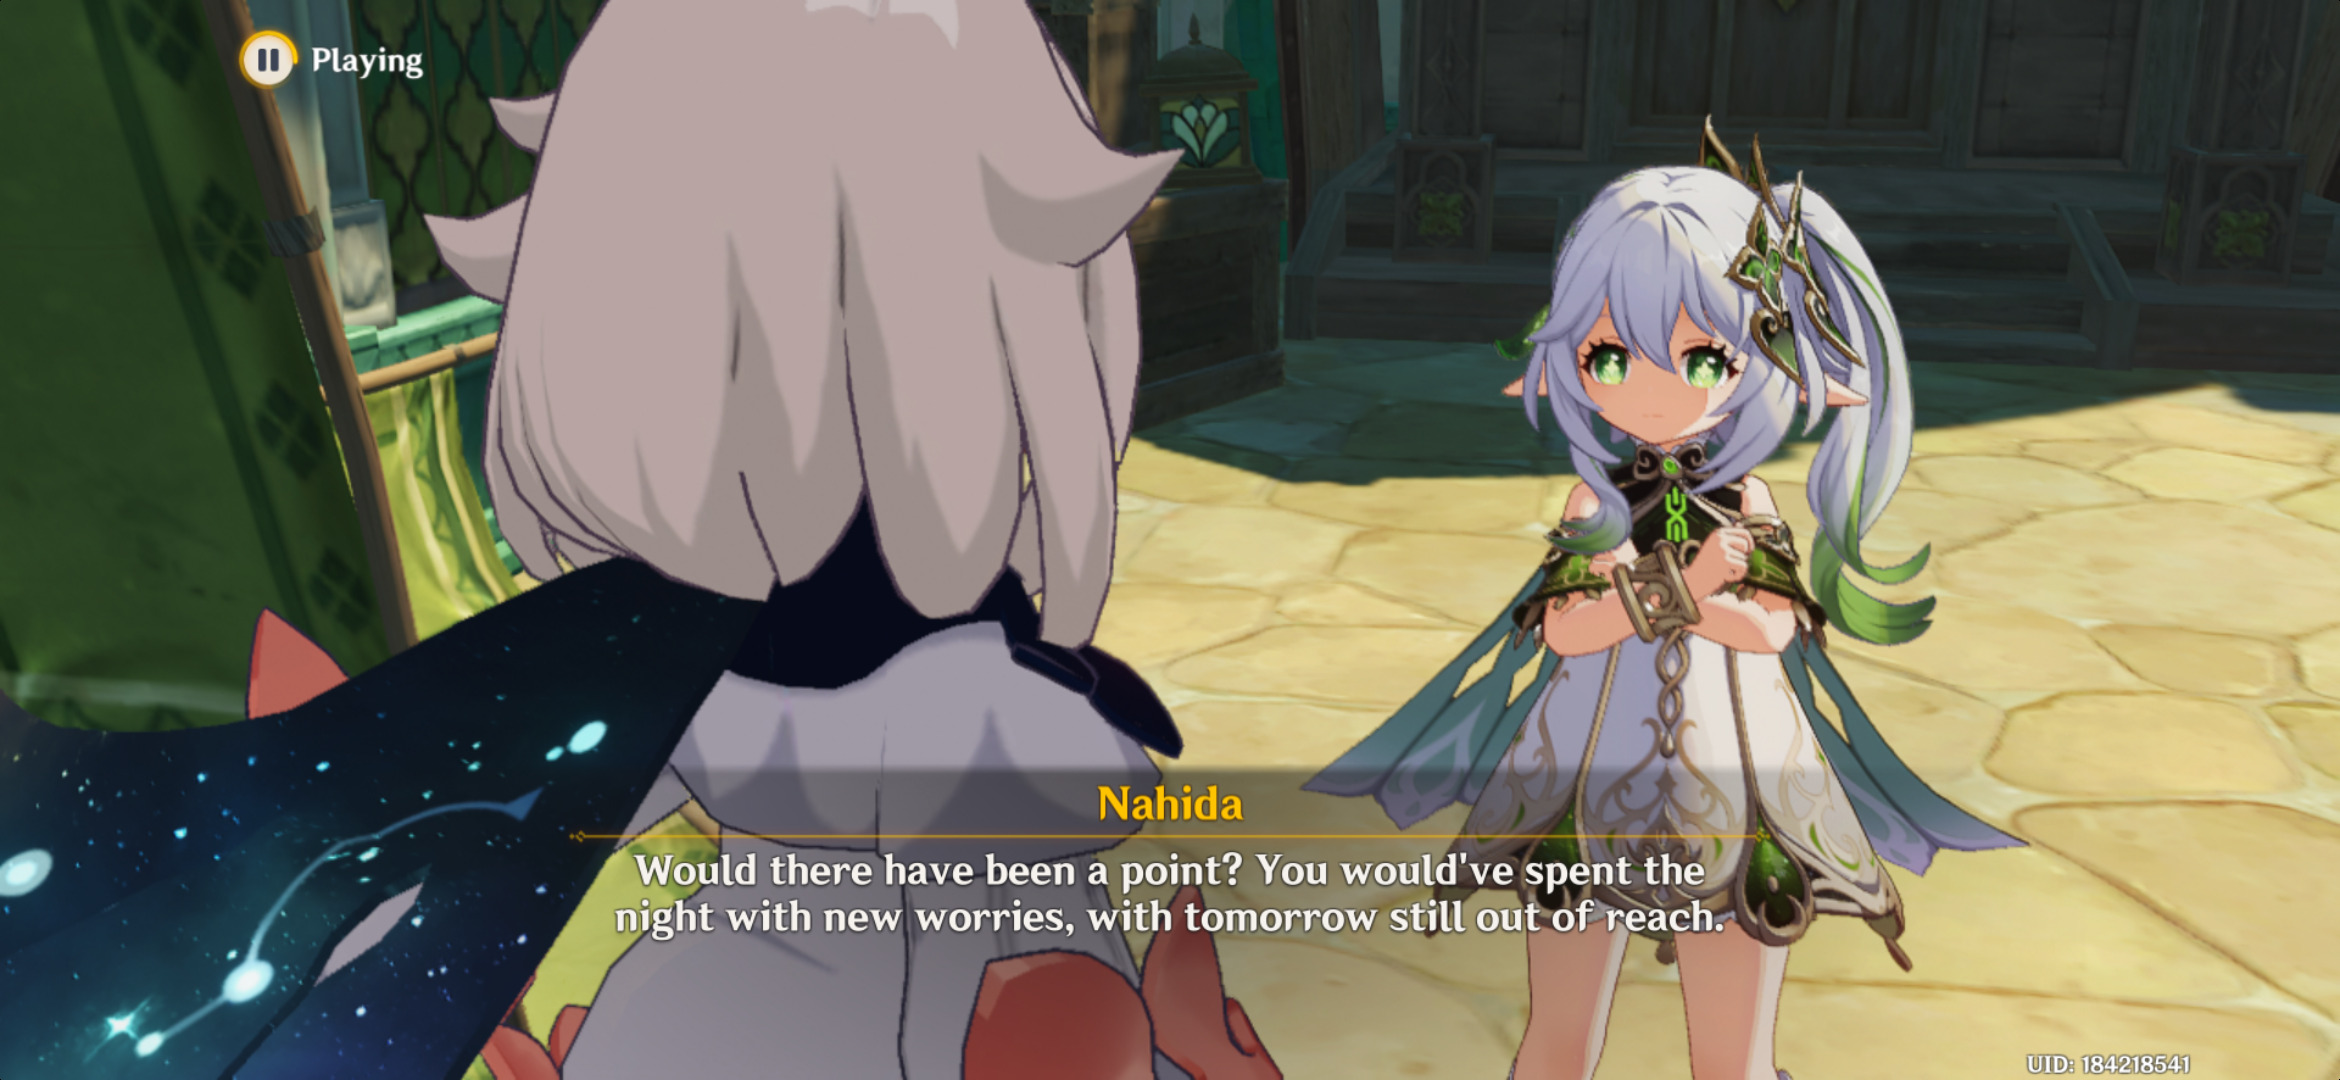 Playing
Nahida
Would there have been a point? You would've spent the
night with new worries, with tomorrow still out of reach.
UID: 184218541